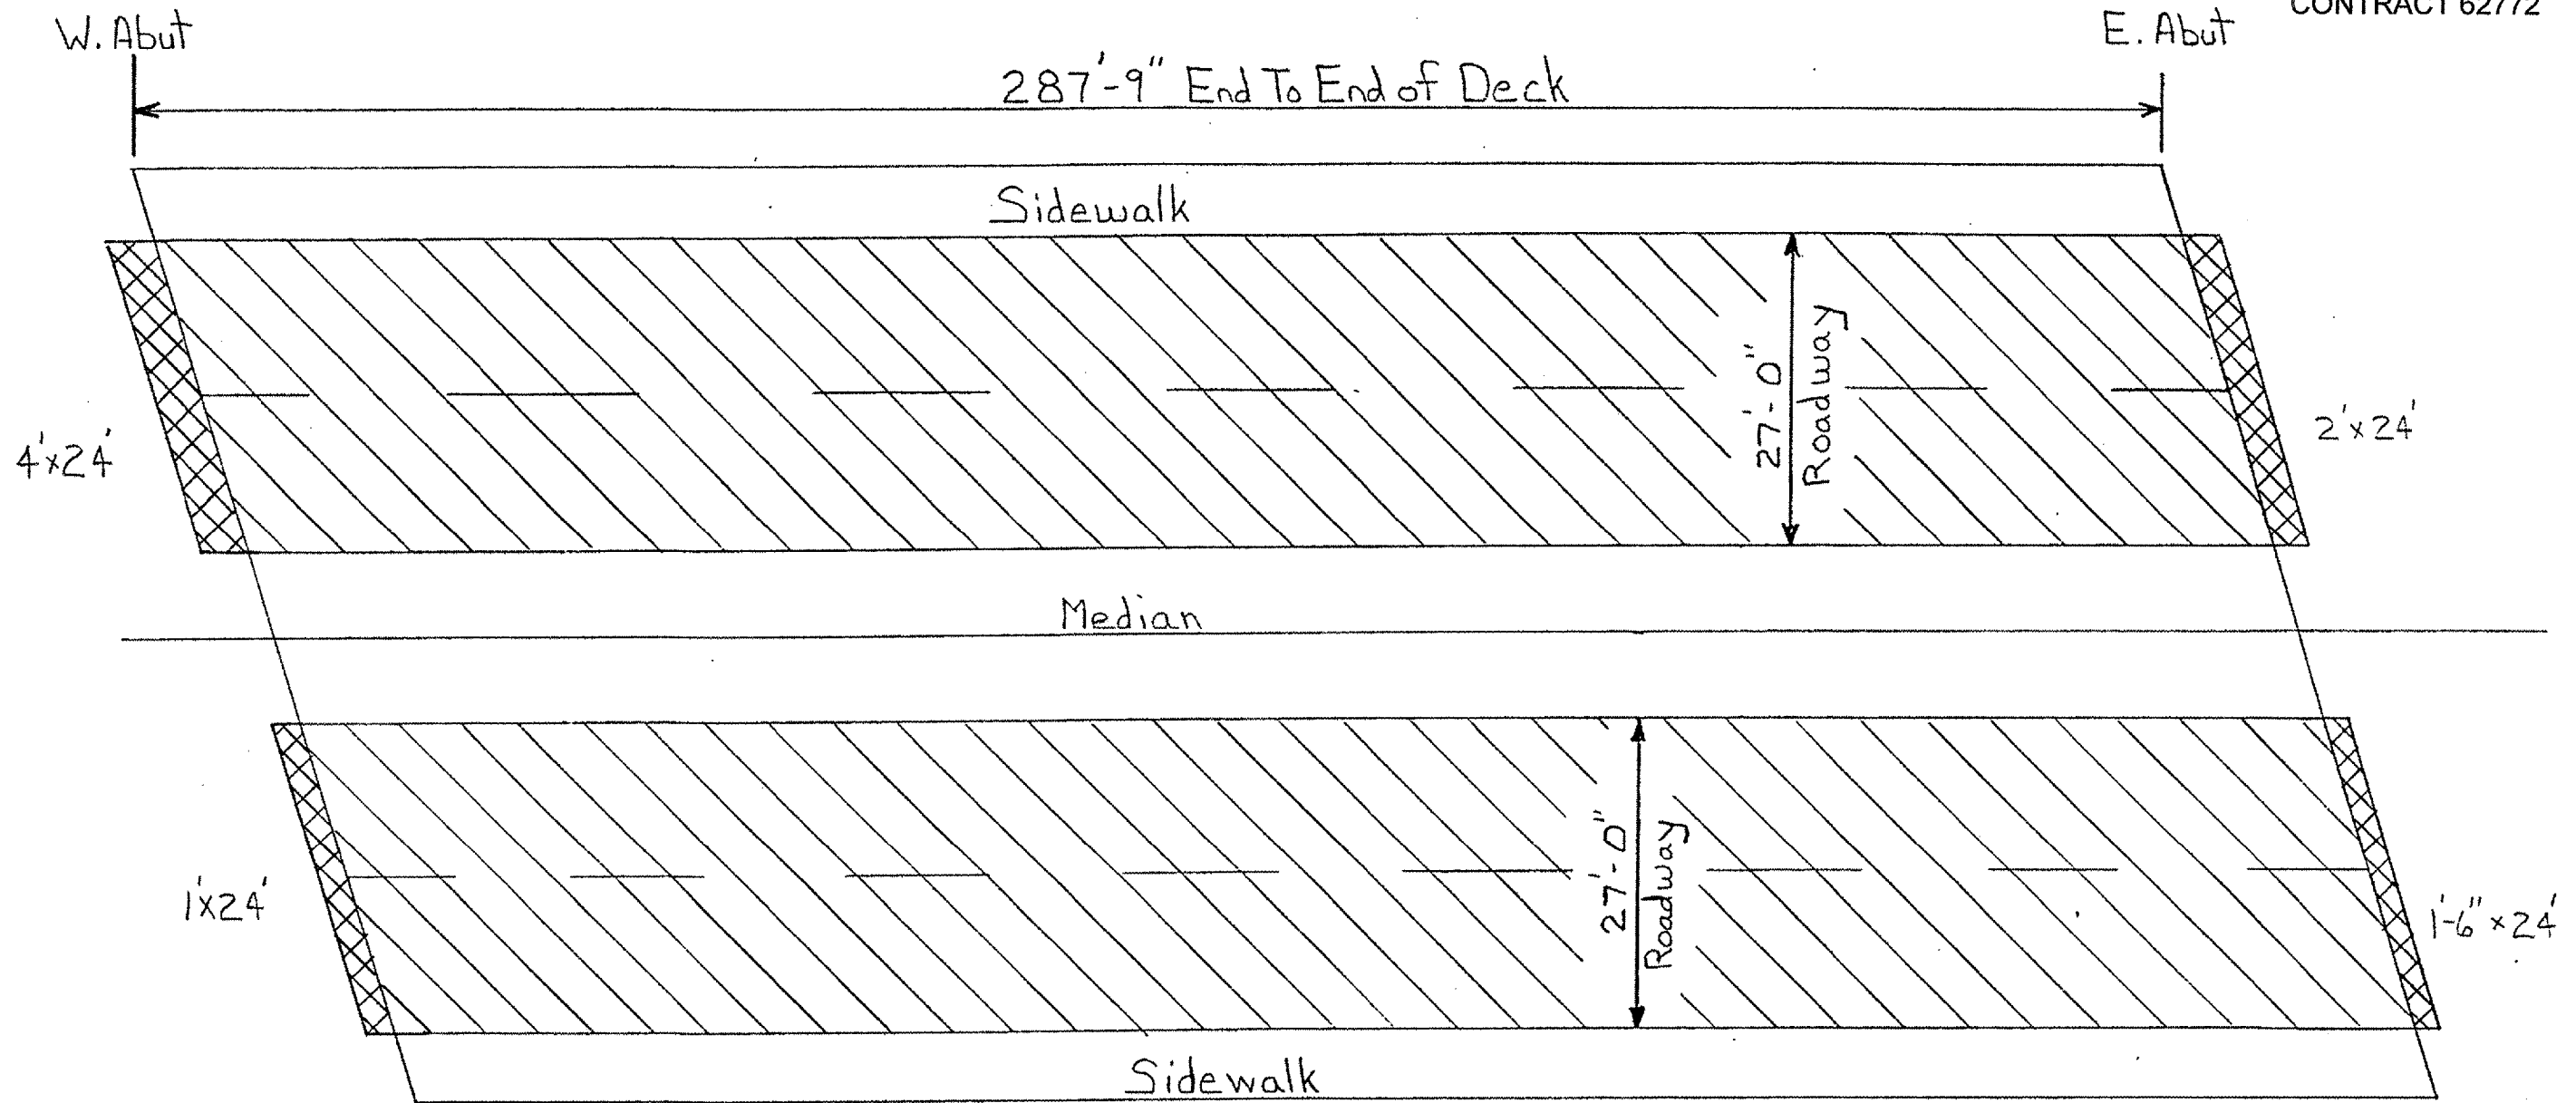 CONTRACT 62772
W. Abut
E. Abut
287'-9" End To End of Deck
Sidewalk
27'-0"
Roadway
4'x24'
2'x24'
Median
27'-0"
Roadway
1'x24'
1'-6" x 24'
Sidewalk